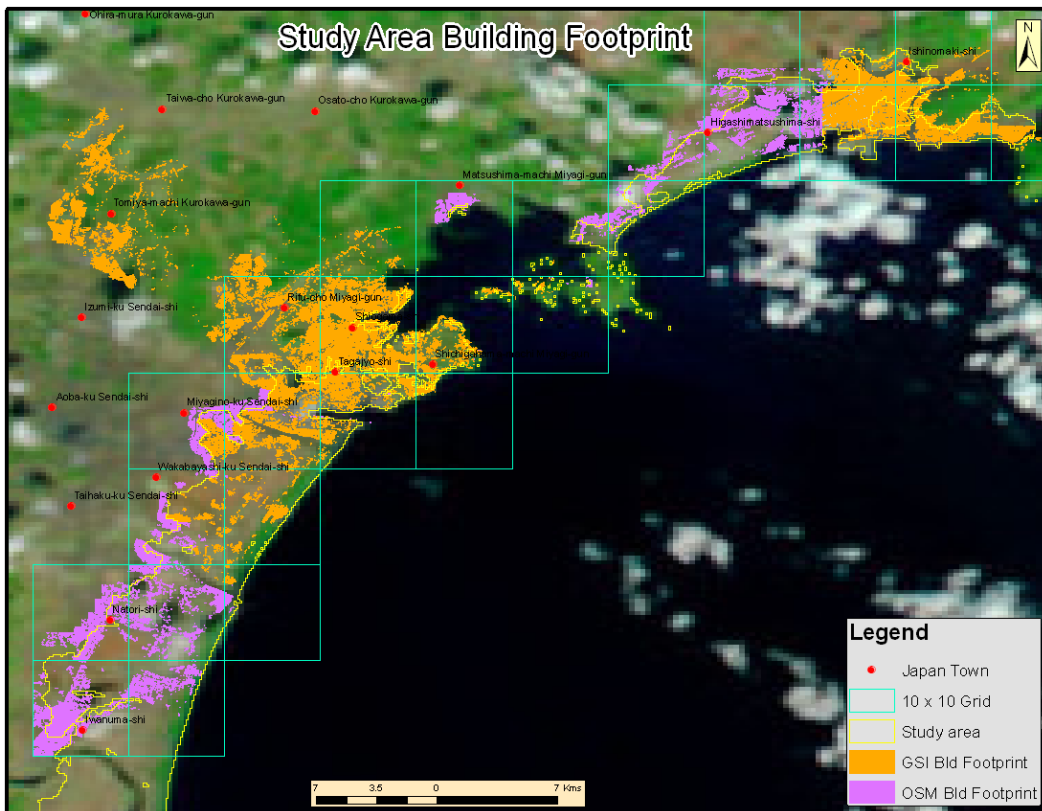 Ohira-mura Kurokawa-gun
Study Area Building Footprint
N
Ishinomaki-shi
Taiwa-cho Kurokawa-gun
Osato-cho Kurokawa-gun
Higashimatsushima-shi
Matsushima-machi Miyagi-gun
Tomiya-machi Kurokawa-gun
Rifu-cho Miyagi-gun
Izumi-ku Sendai-shi
Tagajyo-shi
Aoba-ku Sendai-shi
Miyagino-ku Sendai-shi
Wakabayashi-ku Sendai-shi
Taihaku-ku Sendai-shi
Natori-shi
Iwanuma-shi
Legend
Japan Town
10 x 10 Grid
Study area
GSI Bld Footprint
OSM Bld Footprint
7 3.5 0 7 Kms